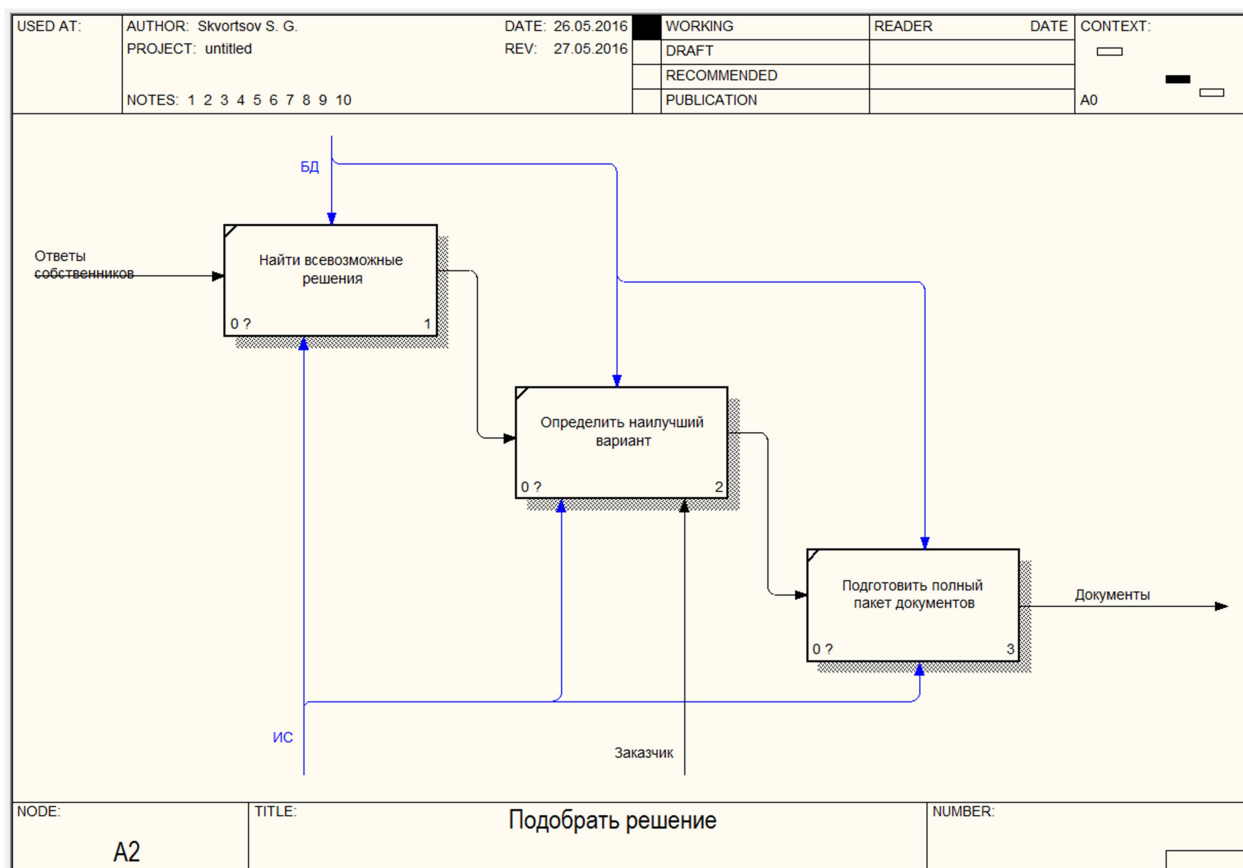 USED AT:
AUTHOR: Skvortsov S. G.
DATE: 26.05.2016
WORKING
READER
DATE
CONTEXT:
PROJECT: untitled
REV: 27.05.2016
DRAFT
RECOMMENDED
NOTES: 1 2 3 4 5 6 7 8 9 10
PUBLICATION
A0
БД
Ответы
собственников
Найти всевозможные
решения
0 ?
1
Определить наилучший
вариант
0 ?
2
Подготовить полный
пакет документов
0 ?
3
Документы
ИС
Заказчик
NODE:
TITLE:
NUMBER:
Подобрать решение
A2